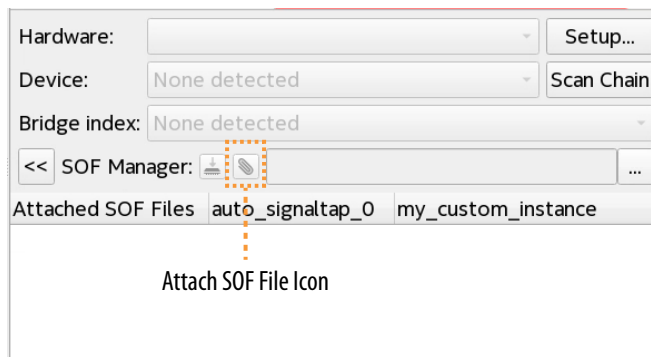 Hardware: Setup...
Device: None detected Scan Chain
Bridge index: None detected
<< SOF Manager: ...
Attached SOF Files auto_signaltap_0 my_custom_instance
Attach SOF File Icon